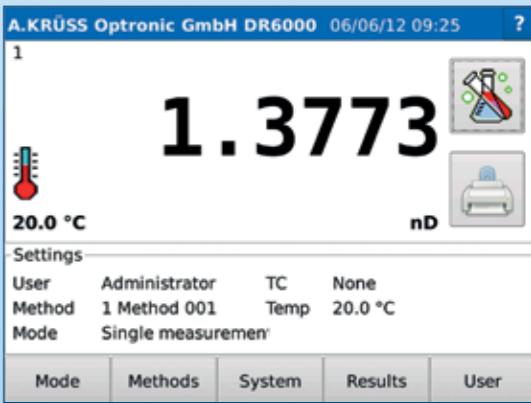 A.KRÜSS Optronic GmbH DR6000 06/06/12 09:25 ?
1
1.3773
20.0 °C nD
Settings
User Administrator TC None
Method 1 Method 001 Temp 20.0 °C
Mode Single measuremen
Mode Methods System Results User